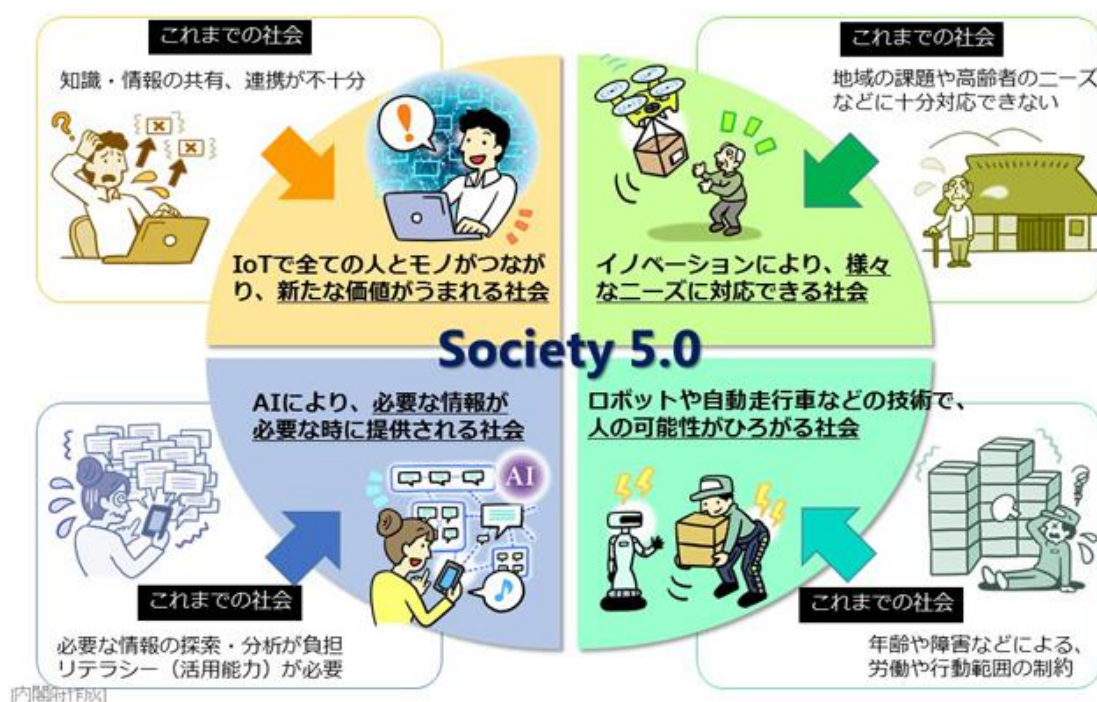 これまでの社会
知識・情報の共有、連携が不十分
IoTで全ての人とモノがつなが
り、新たな価値がうまれる社会
これまでの社会
地域の課題や高齢者のニーズ
などに十分対応できない
イノベーションにより、様々
なニーズに対応できる社会
Society 5.0
AIにより、必要な情報が
必要な時に提供される社会
AI
これまでの社会
必要な情報の探索・分析が負担
リテラシー（活用能力）が必要
ロボットや自動走行車などの技術で、
人の可能性がひろがる社会
これまでの社会
年齢や障害などによる、
労働や行動範囲の制約
[内閣府作成]